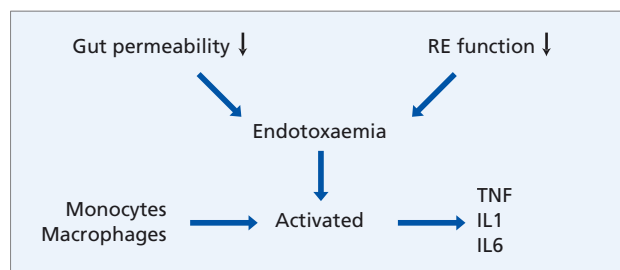 Gut permeability ↓
RE function ↓
Endotoxaemia
Monocytes
Macrophages
Activated
TNF
IL1
IL6